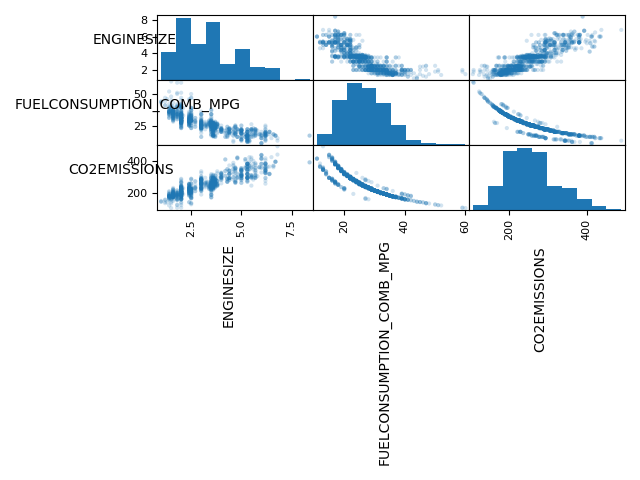 8
6
4
2
ENGINESIZE
50
25
FUELCONSUMPTION_COMB_MPG
400
200
CO2EMISSIONS
2.5
5.0
7.5
20
40
60
200
400
ENGINESIZE
FUELCONSUMPTION_COMB_MPG
CO2EMISSIONS